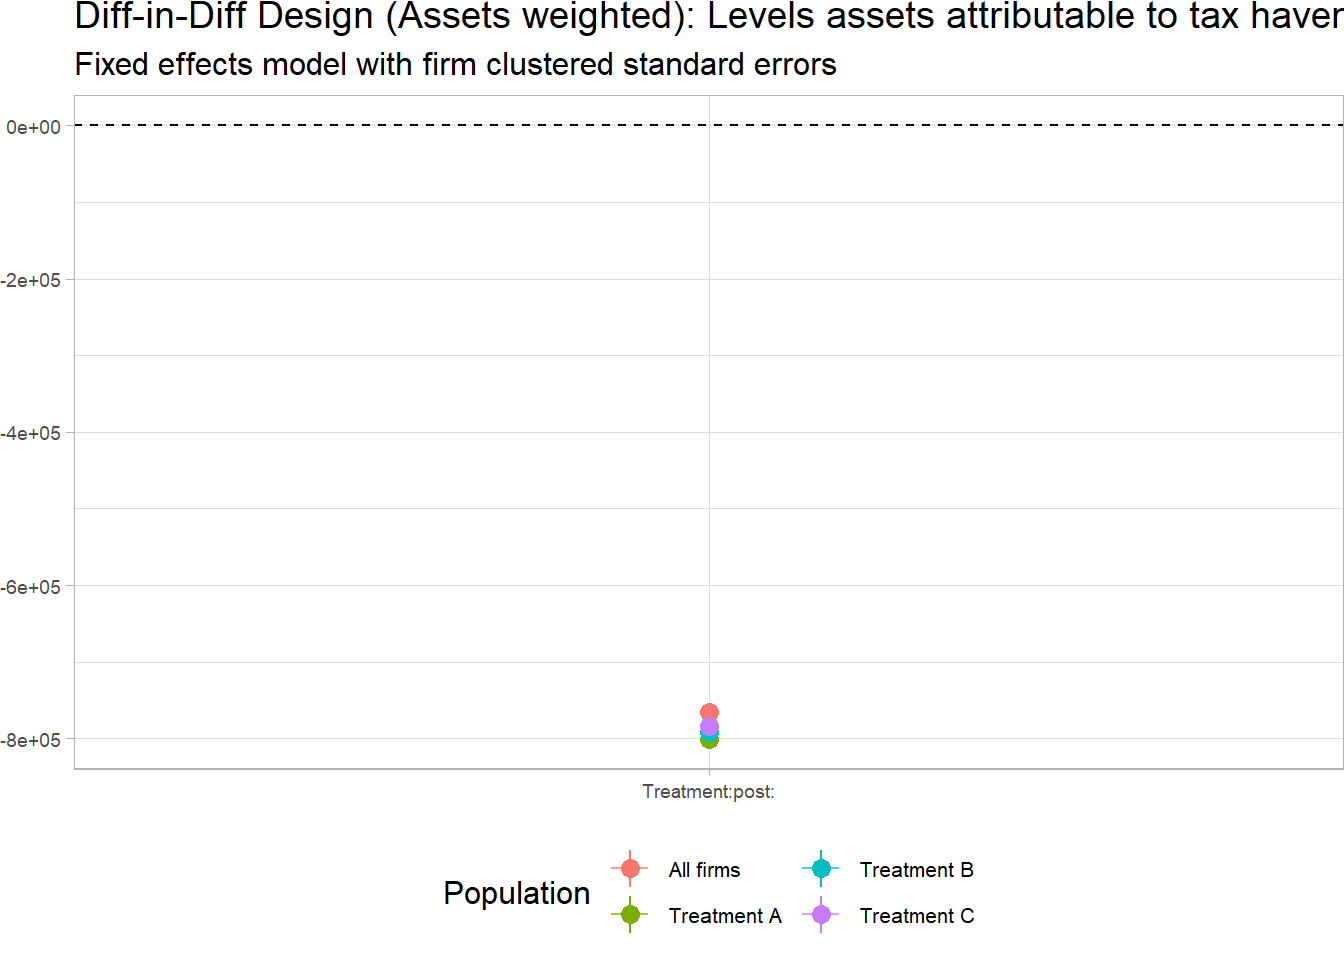 Diff-in-Diff Design (Assets weighted): Levels assets attributable to tax haven
Fixed effects model with firm clustered standard errors
0e+00
-2e+05
-4e+05
-6e+05
-8e+05
Treatment:post:
Population
All firms
Treatment B
Treatment A
Treatment C